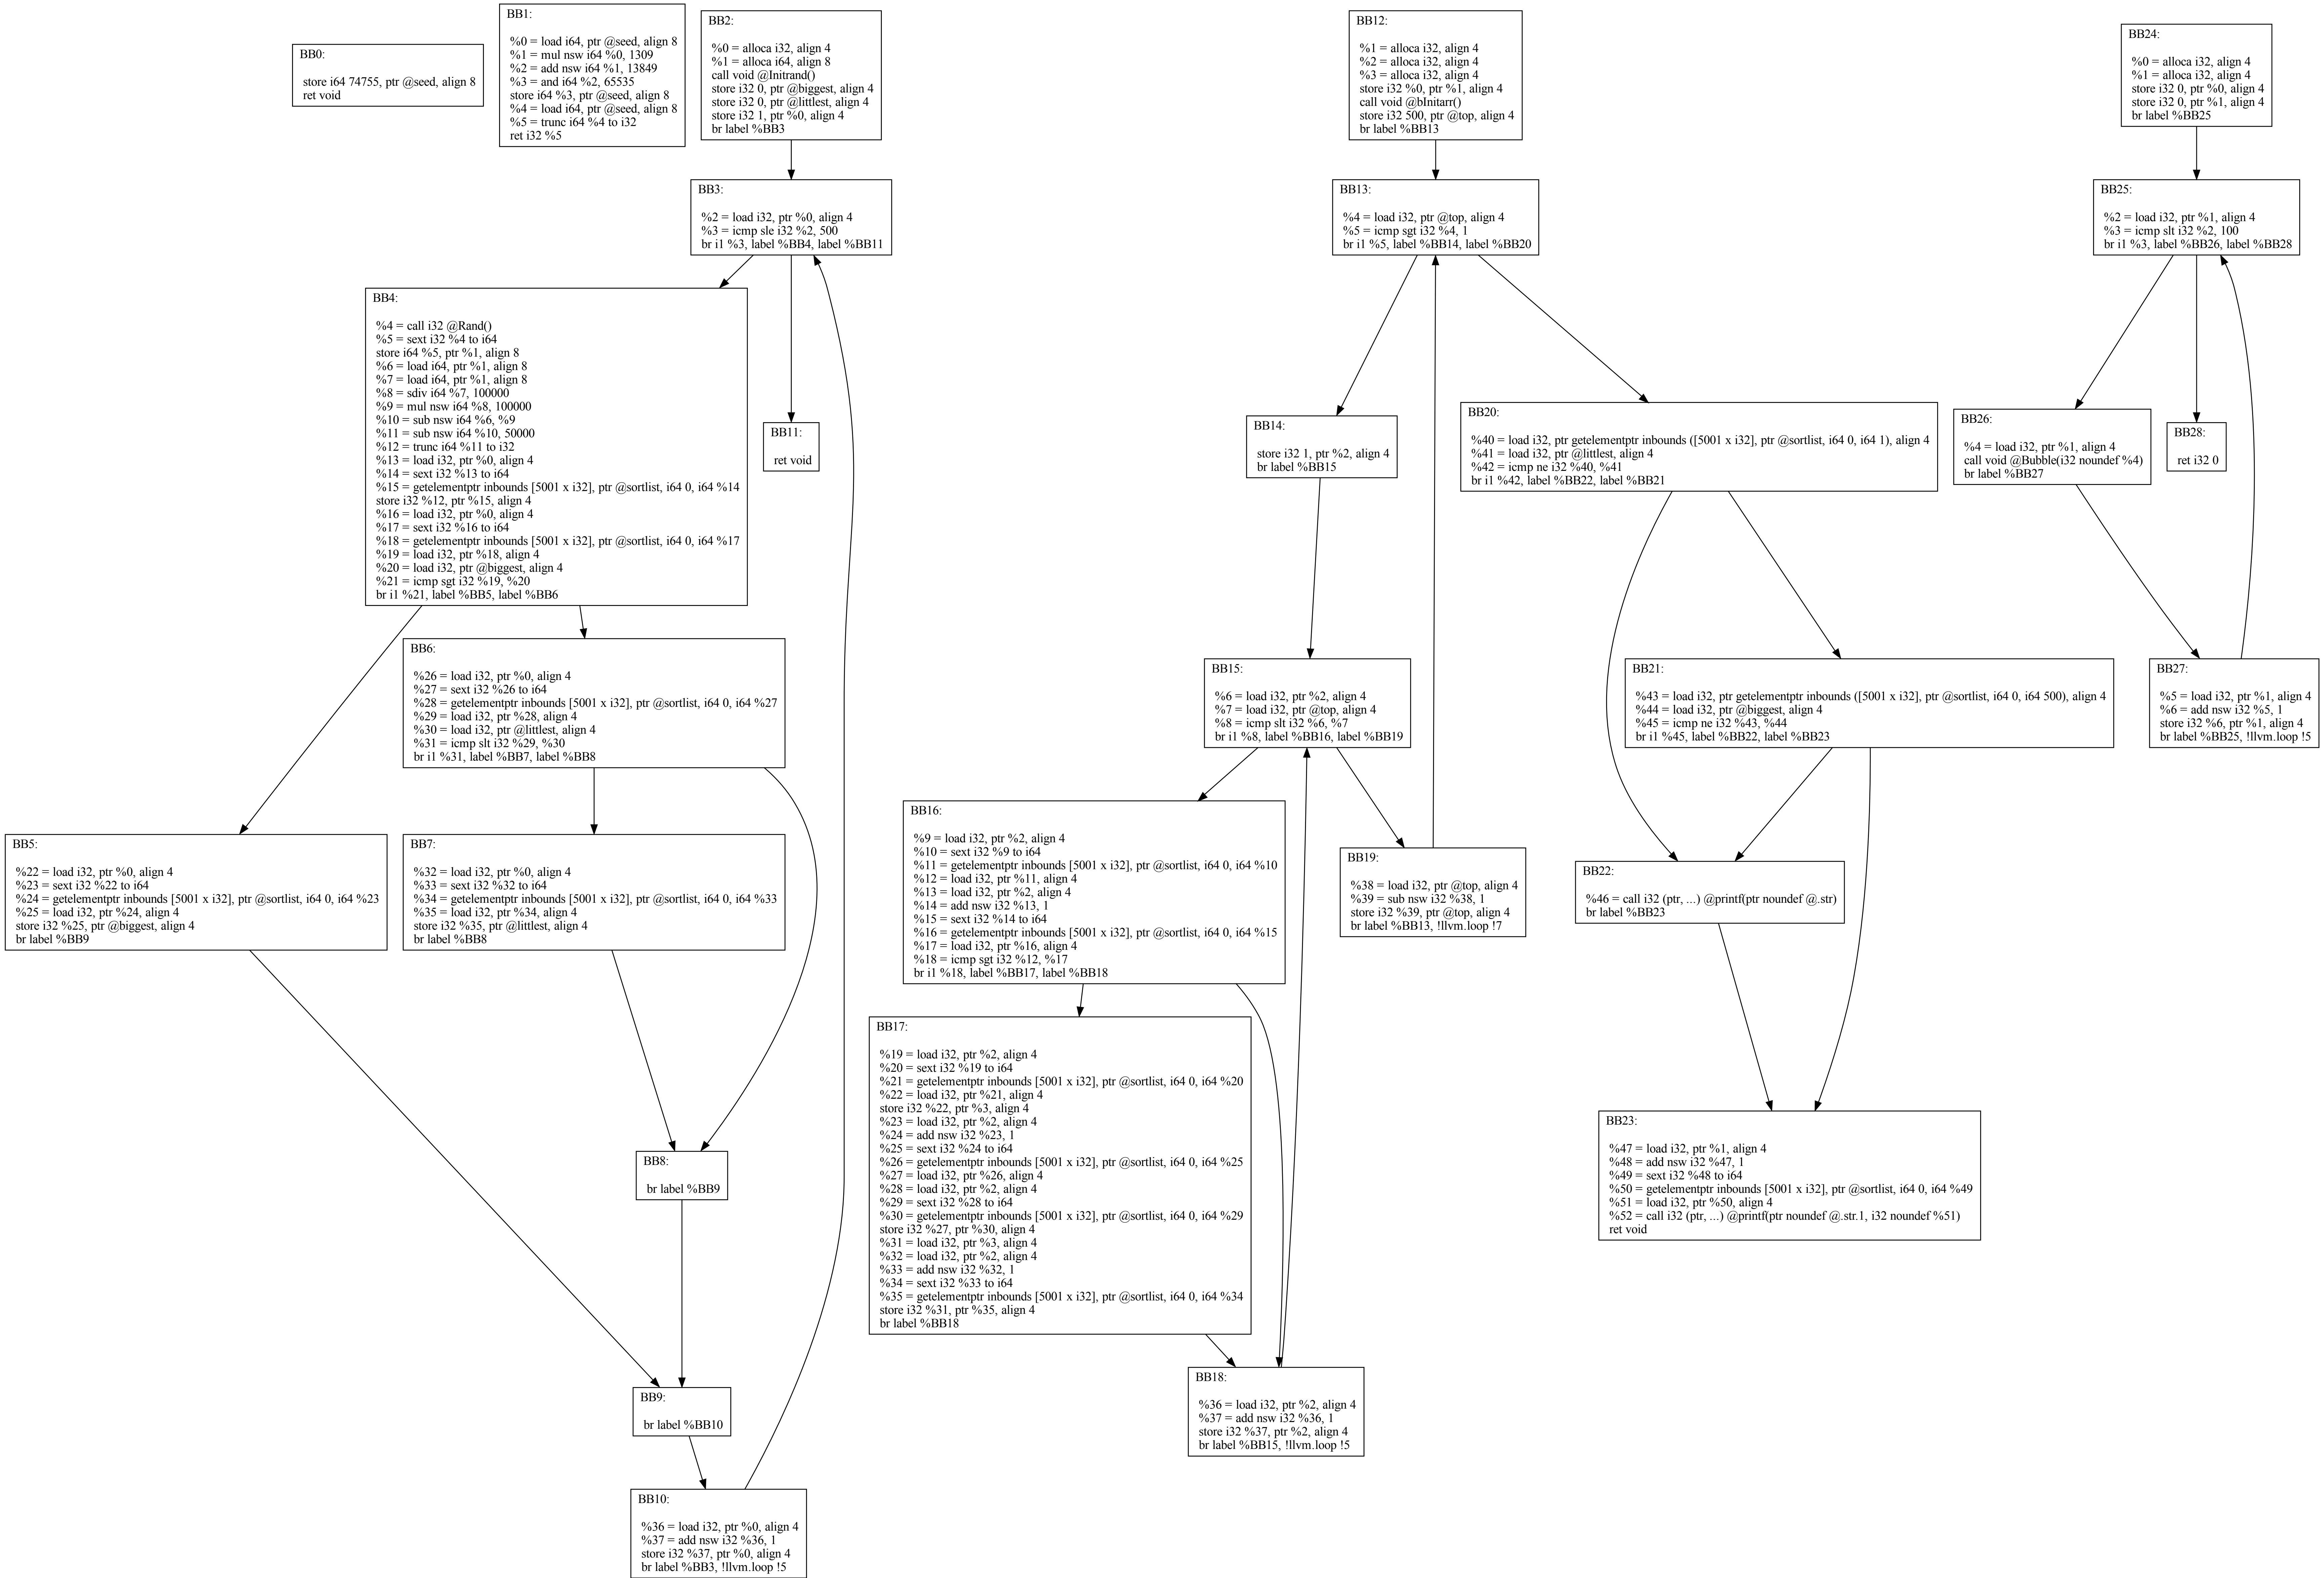 BB0:
store i64 74755, ptr @seed, align 8
ret void
BB1:
%0 = load i64, ptr @seed, align 8
%1 = mul nsw i64 %0, 1309
%2 = add nsw i64 %1, 13849
%3 = and i64 %2, 65535
store i64 %3, ptr @seed, align 8
%4 = load i64, ptr @seed, align 8
%5 = trunc i64 %4 to i32
ret i32 %5
BB2:
%0 = alloca i32, align 4
%1 = alloca i64, align 8
call void @Initrand()
store i32 0, ptr @biggest, align 4
store i32 0, ptr @littlest, align 4
store i32 1, ptr %0, align 4
br label %BB3
BB3:
%2 = load i32, ptr %0, align 4
%3 = icmp sle i32 %2, 500
br i1 %3, label %BB4, label %BB11
BB4:
%4 = call i32 @Rand()
%5 = sext i32 %4 to i64
store i64 %5, ptr %1, align 8
%6 = load i64, ptr %1, align 8
%7 = load i64, ptr %1, align 8
%8 = sdiv i64 %7, 100000
%9 = mul nsw i64 %8, 100000
%10 = sub nsw i64 %6, %9
%11 = sub nsw i64 %10, 50000
%12 = trunc i64 %11 to i32
%13 = load i32, ptr %0, align 4
%14 = sext i32 %13 to i64
%15 = getelementptr inbounds [5001 x i32], ptr @sortlist, i64 0, i64 %14
store i32 %12, ptr %15, align 4
%16 = load i32, ptr %0, align 4
%17 = sext i32 %16 to i64
%18 = getelementptr inbounds [5001 x i32], ptr @sortlist, i64 0, i64 %17
%19 = load i32, ptr %18, align 4
%20 = load i32, ptr @biggest, align 4
%21 = icmp sgt i32 %19, %20
br i1 %21, label %BB5, label %BB6
BB11:
ret void
BB6:
%26 = load i32, ptr %0, align 4
%27 = sext i32 %26 to i64
%28 = getelementptr inbounds [5001 x i32], ptr @sortlist, i64 0, i64 %27
%29 = load i32, ptr %28, align 4
%30 = load i32, ptr @littlest, align 4
%31 = icmp slt i32 %29, %30
br i1 %31, label %BB7, label %BB8
BB5:
%22 = load i32, ptr %0, align 4
%23 = sext i32 %22 to i64
%24 = getelementptr inbounds [5001 x i32], ptr @sortlist, i64 0, i64 %23
%25 = load i32, ptr %24, align 4
store i32 %25, ptr @biggest, align 4
br label %BB9
BB7:
%32 = load i32, ptr %0, align 4
%33 = sext i32 %32 to i64
%34 = getelementptr inbounds [5001 x i32], ptr @sortlist, i64 0, i64 %33
%35 = load i32, ptr %34, align 4
store i32 %35, ptr @littlest, align 4
br label %BB8
BB8:
br label %BB9
BB9:
br label %BB10
BB10:
%36 = load i32, ptr %0, align 4
%37 = add nsw i32 %36, 1
store i32 %37, ptr %0, align 4
br label %BB3, !llvm.loop !5
BB12:
%1 = alloca i32, align 4
%2 = alloca i32, align 4
%3 = alloca i32, align 4
store i32 %0, ptr %1, align 4
call void @bInitarr()
store i32 500, ptr @top, align 4
br label %BB13
BB13:
%4 = load i32, ptr @top, align 4
%5 = icmp sgt i32 %4, 1
br i1 %5, label %BB14, label %BB20
BB14:
store i32 1, ptr %2, align 4
br label %BB15
BB15:
%6 = load i32, ptr %2, align 4
%7 = load i32, ptr @top, align 4
%8 = icmp slt i32 %6, %7
br i1 %8, label %BB16, label %BB19
BB16:
%9 = load i32, ptr %2, align 4
%10 = sext i32 %9 to i64
%11 = getelementptr inbounds [5001 x i32], ptr @sortlist, i64 0, i64 %10
%12 = load i32, ptr %11, align 4
%13 = load i32, ptr %2, align 4
%14 = add nsw i32 %13, 1
%15 = sext i32 %14 to i64
%16 = getelementptr inbounds [5001 x i32], ptr @sortlist, i64 0, i64 %15
%17 = load i32, ptr %16, align 4
%18 = icmp sgt i32 %12, %17
br i1 %18, label %BB17, label %BB18
BB19:
%38 = load i32, ptr @top, align 4
%39 = sub nsw i32 %38, 1
store i32 %39, ptr @top, align 4
br label %BB13, !llvm.loop !7
BB17:
%19 = load i32, ptr %2, align 4
%20 = sext i32 %19 to i64
%21 = getelementptr inbounds [5001 x i32], ptr @sortlist, i64 0, i64 %20
%22 = load i32, ptr %21, align 4
store i32 %22, ptr %3, align 4
%23 = load i32, ptr %2, align 4
%24 = add nsw i32 %23, 1
%25 = sext i32 %24 to i64
%26 = getelementptr inbounds [5001 x i32], ptr @sortlist, i64 0, i64 %25
%27 = load i32, ptr %26, align 4
%28 = load i32, ptr %2, align 4
%29 = sext i32 %28 to i64
%30 = getelementptr inbounds [5001 x i32], ptr @sortlist, i64 0, i64 %29
store i32 %27, ptr %30, align 4
%31 = load i32, ptr %3, align 4
%32 = load i32, ptr %2, align 4
%33 = add nsw i32 %32, 1
%34 = sext i32 %33 to i64
%35 = getelementptr inbounds [5001 x i32], ptr @sortlist, i64 0, i64 %34
store i32 %31, ptr %35, align 4
br label %BB18
BB18:
%36 = load i32, ptr %2, align 4
%37 = add nsw i32 %36, 1
store i32 %37, ptr %2, align 4
br label %BB15, !llvm.loop !5
BB20:
%40 = load i32, ptr getelementptr inbounds ([5001 x i32], ptr @sortlist, i64 0, i64 1), align 4
%41 = load i32, ptr @littlest, align 4
%42 = icmp ne i32 %40, %41
br i1 %42, label %BB22, label %BB21
BB21:
%43 = load i32, ptr getelementptr inbounds ([5001 x i32], ptr @sortlist, i64 0, i64 500), align 4
%44 = load i32, ptr @biggest, align 4
%45 = icmp ne i32 %43, %44
br i1 %45, label %BB22, label %BB23
BB22:
%46 = call i32 (ptr, ...) @printf(ptr noundef @.str)
br label %BB23
BB23:
%47 = load i32, ptr %1, align 4
%48 = add nsw i32 %47, 1
%49 = sext i32 %48 to i64
%50 = getelementptr inbounds [5001 x i32], ptr @sortlist, i64 0, i64 %49
%51 = load i32, ptr %50, align 4
%52 = call i32 (ptr, ...) @printf(ptr noundef @.str.1, i32 noundef %51)
ret void
BB24:
%0 = alloca i32, align 4
%1 = alloca i32, align 4
store i32 0, ptr %0, align 4
store i32 0, ptr %1, align 4
br label %BB25
BB25:
%2 = load i32, ptr %1, align 4
%3 = icmp slt i32 %2, 100
br i1 %3, label %BB26, label %BB28
BB26:
%4 = load i32, ptr %1, align 4
call void @Bubble(i32 noundef %4)
br label %BB27
BB28:
ret i32 0
BB27:
%5 = load i32, ptr %1, align 4
%6 = add nsw i32 %5, 1
store i32 %6, ptr %1, align 4
br label %BB25, !llvm.loop !5